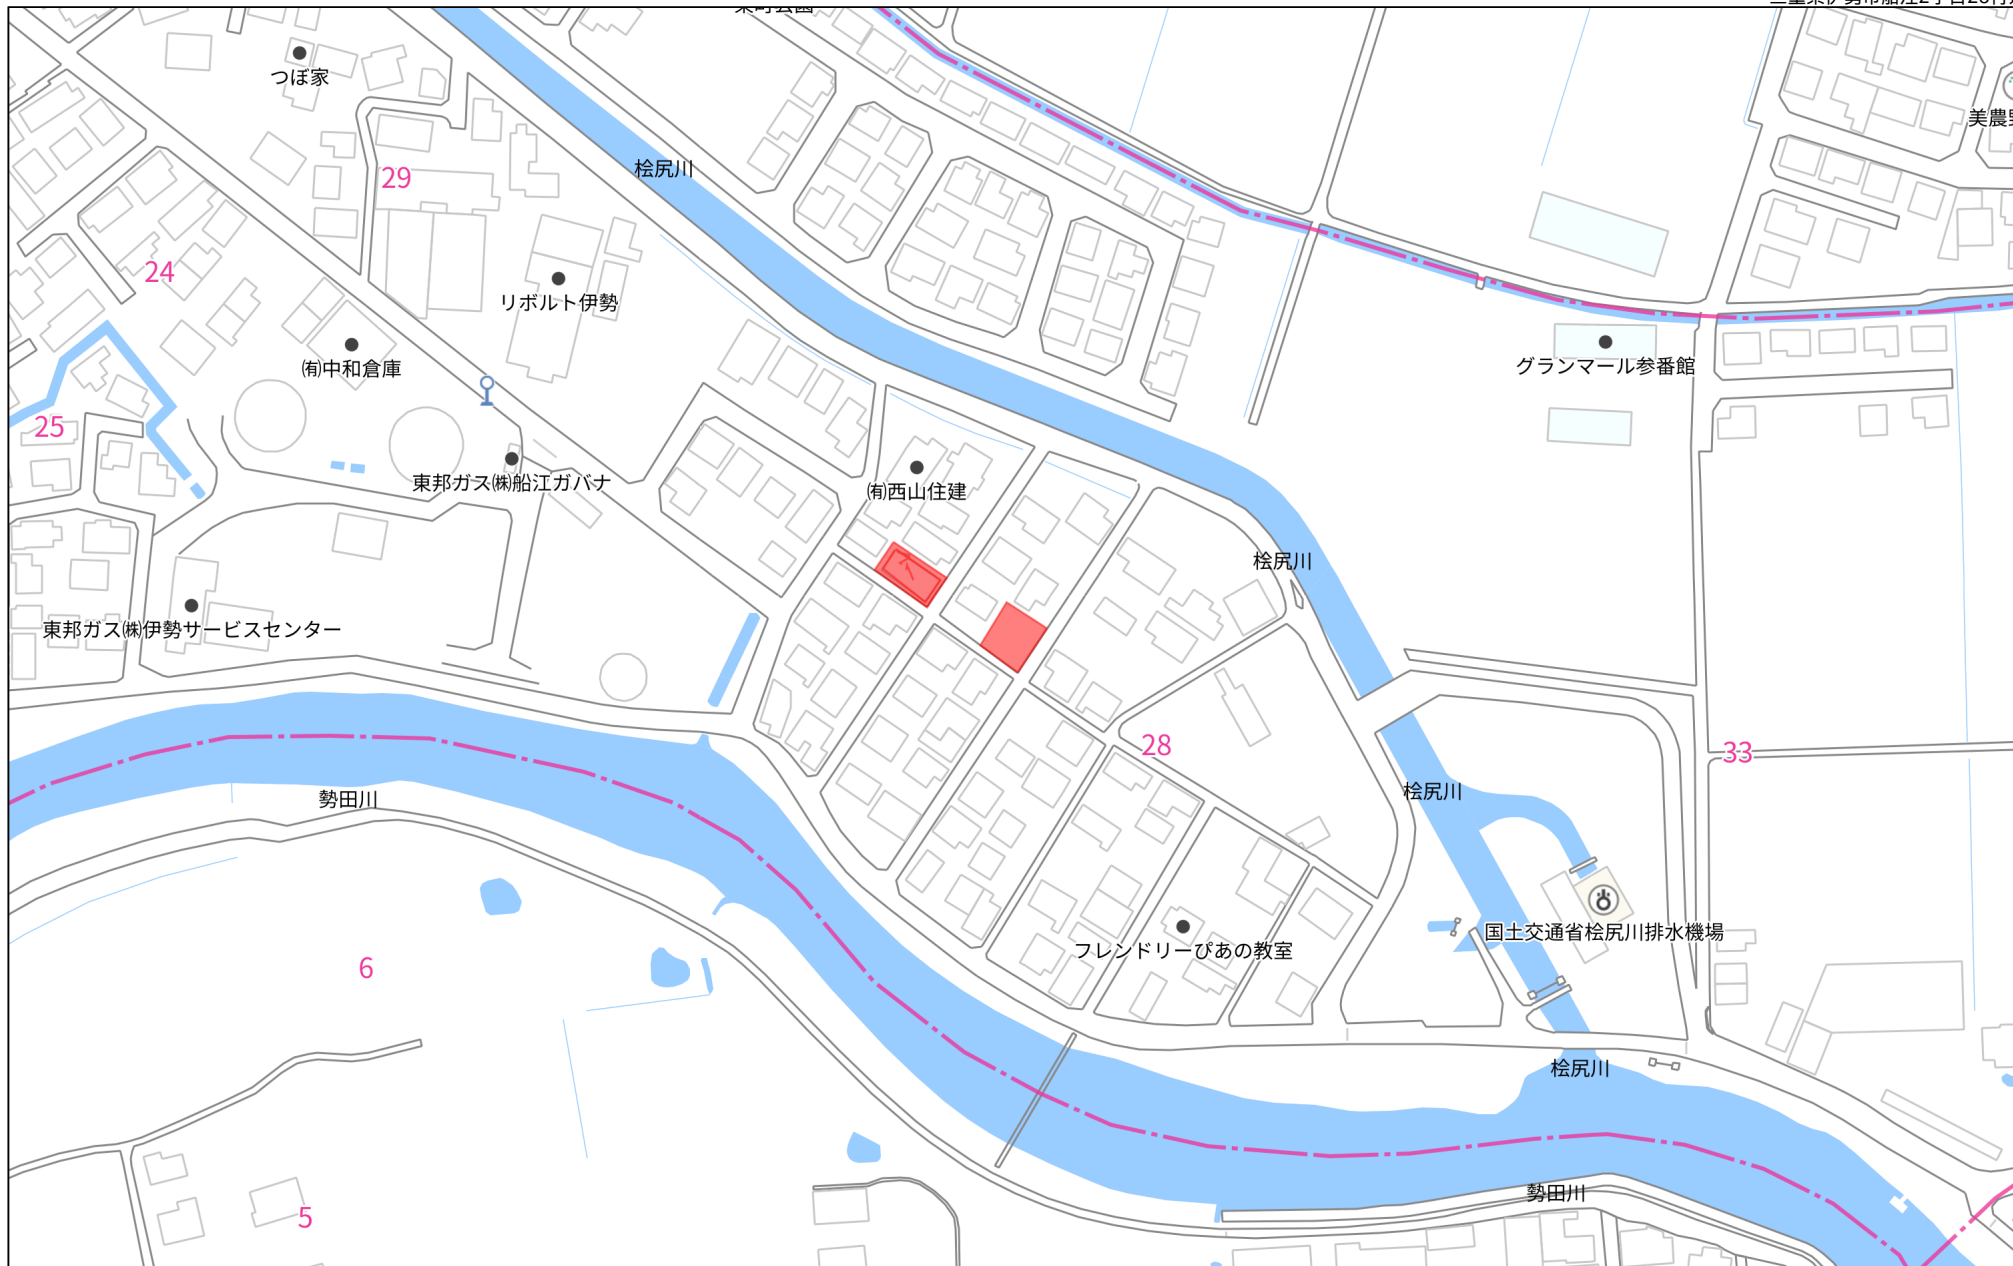 つぼ家
29
桧尻川
24
リボルト伊勢
㈲中和倉庫
グランマール参番館
25
東邦ガス㈱船江ガバナ
㈲西山住建
桧尻川
東邦ガス㈱伊勢サービスセンター
28
33
勢田川
桧尻川
国土交通省桧尻川排水機場
フレンドリーぴあの教室
6
桧尻川
勢田川
5